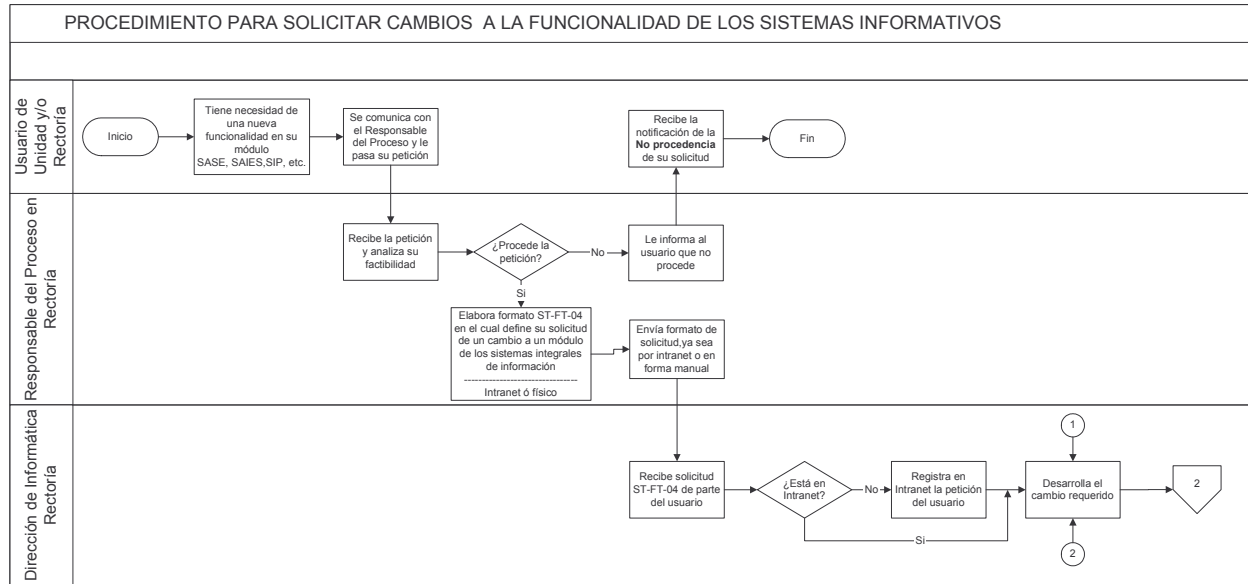 PROCEDIMIENTO PARA SOLICITAR CAMBIOS A LA FUNCIONALIDAD DE LOS SISTEMAS INFORMATIVOS
Usuario de
Unidad y/o
Rectoría
Inicio
Tiene necesidad de
una nueva
funcionalidad en su
módulo
SASE, SAIES,SIP, etc.
Se comunica con
el Responsable
del Proceso y le
pasa su petición
Recibe la
notificación de la
No procedencia
de su solicitud
Fin
Responsable del Proceso en
Rectoría
Recibe la petición
y analiza su
factibilidad
¿Procede la
petición?
No
Le informa al
usuario que no
procede
Si
Elabora formato ST-FT-04
en el cual define su solicitud
de un cambio a un módulo
de los sistemas integrales
de información
--------------------------------
Intranet ó físico
Envía formato de
solicitud,ya sea
por intranet o en
forma manual
Dirección de Informática
Rectoría
Recibe solicitud
ST-FT-04 de parte
del usuario
¿Está en
Intranet?
No
Registra en
Intranet la petición
del usuario
Si
1
Desarrolla el
cambio requerido
2
2